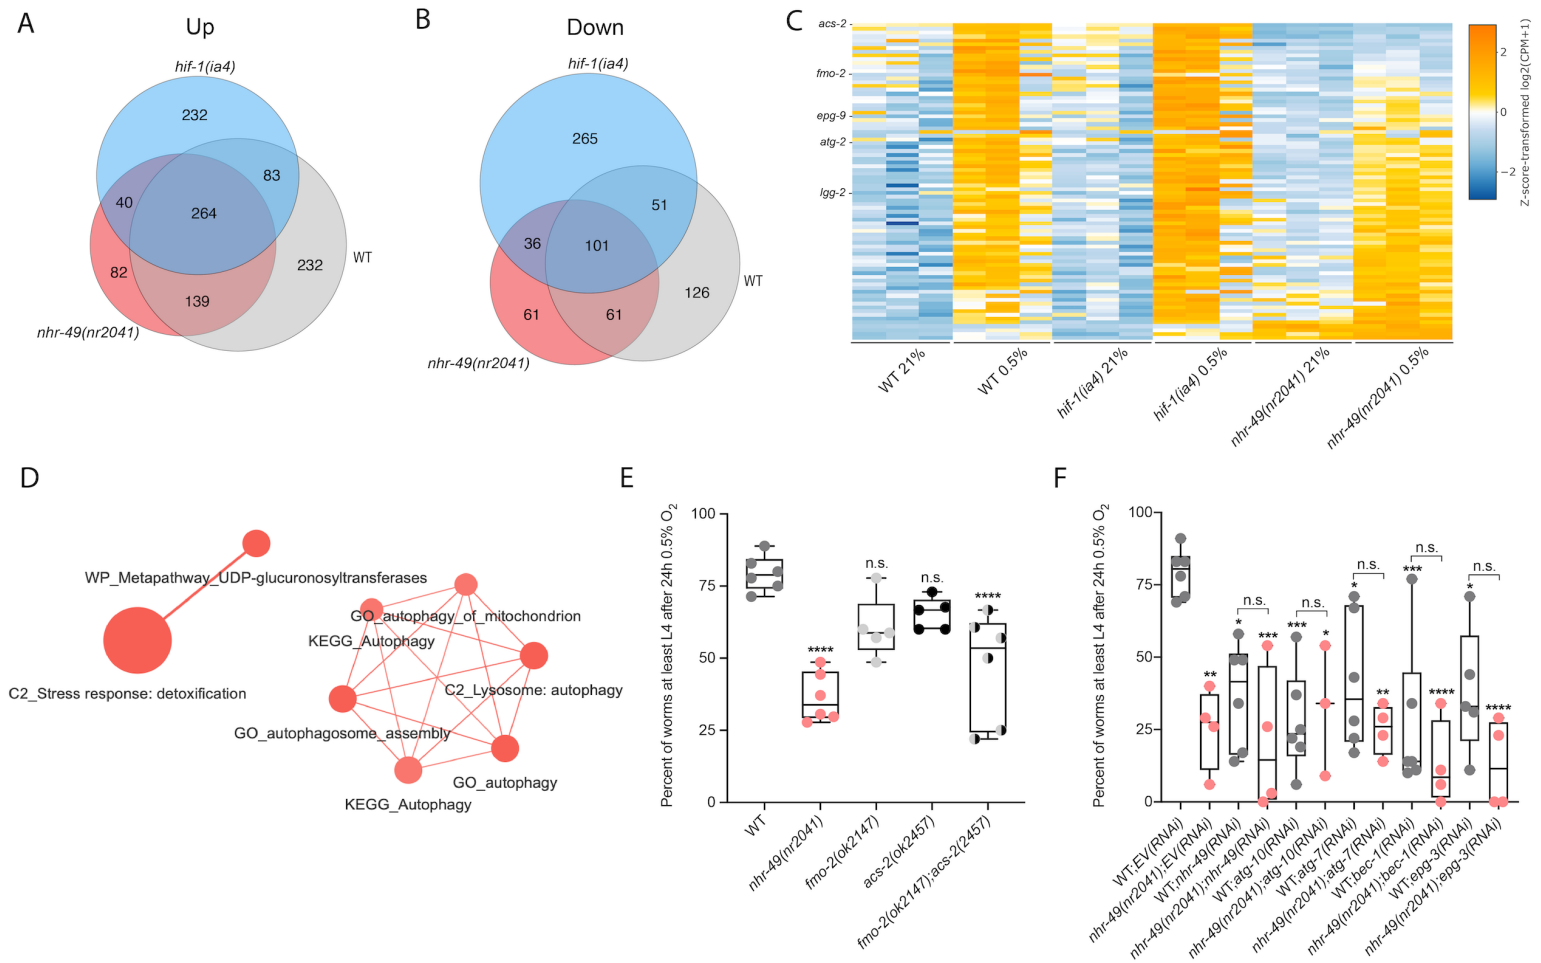 A
Up
hif-1(ia4)
232
83
40
264
82
232
139
WT
nhr-49(nr2041)
B
Down
hif-1(ia4)
265
51
36
101
126
61
61
WT
nhr-49(nr2041)
C
acs-2
fmo-2
epg-9
atg-2
lgg-2
WT 21%
WT 0.5%
hif-1(ia4) 21%
hif-1(ia4) 0.5%
nhr-49(nr2041) 21%
nhr-49(nr2041) 0.5%
2
0
−2
Z-score-transformed log2(CPM+1)
D
WP_Metapathway_UDP-glucuronosyltransferases
C2_Stress response: detoxification
GO_autophagy_of_mitochondrion
KEGG_Autophagy
C2_Lysosome: autophagy
GO_autophagosome_assembly
GO_autophagy
KEGG_Autophagy
E
Percent of worms at least L4 after 24h 0.5% O2
100
75
50
25
0
****
n.s.
n.s.
****
WT
nhr-49(nr2041)
fmo-2(ok2147)
acs-2(ok2457)
fmo-2(ok2147);acs-2(2457)
F
Percent of worms at least L4 after 24h 0.5% O2
100
75
50
25
0
**
n.s.
*
***
n.s.
***
*
n.s.
*
**
n.s.
***
****
n.s.
*
****
WT;EV(RNAi)
nhr-49(nr2041);EV(RNAi)
WT;nhr-49(RNAi)
nhr-49(nr2041);nhr-49(RNAi)
WT;atg-10(RNAi)
nhr-49(nr2041);atg-10(RNAi)
WT;atg-7(RNAi)
nhr-49(nr2041);atg-7(RNAi)
WT;bec-1(RNAi)
nhr-49(nr2041);bec-1(RNAi)
WT;epg-3(RNAi)
nhr-49(nr2041);epg-3(RNAi)